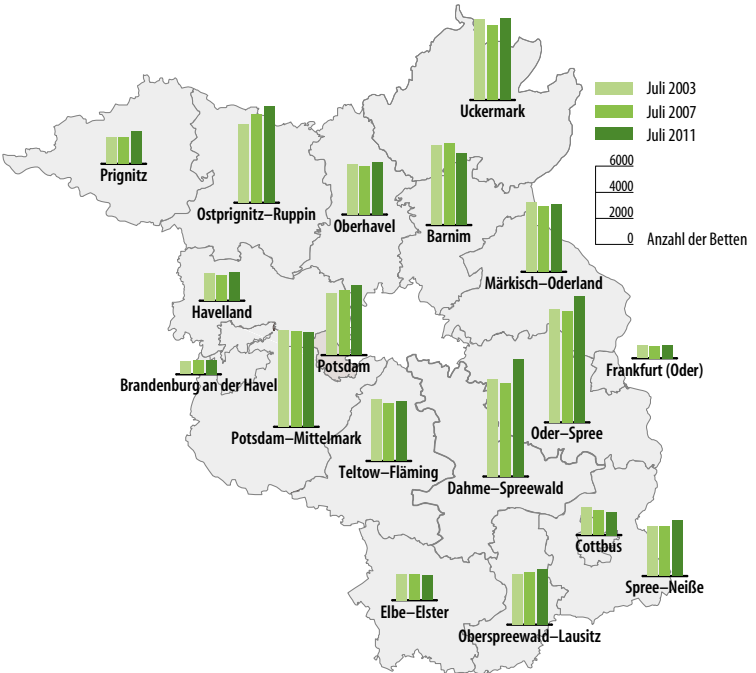 Uckermark
Juli 2003
Juli 2007
Juli 2011
6000
4000
2000
0 Anzahl der Betten
Prignitz
Ostprignitz–Ruppin
Oberhavel
Barnim
Märkisch–Oderland
Havelland
Potsdam
Frankfurt (Oder)
Brandenburg an der Havel
Potsdam–Mittelmark
Oder–Spree
Teltow–Fläming
Dahme–Spreewald
Cottbus
Spree–Neiße
Elbe–Elster
Oberspreewald–Lausitz